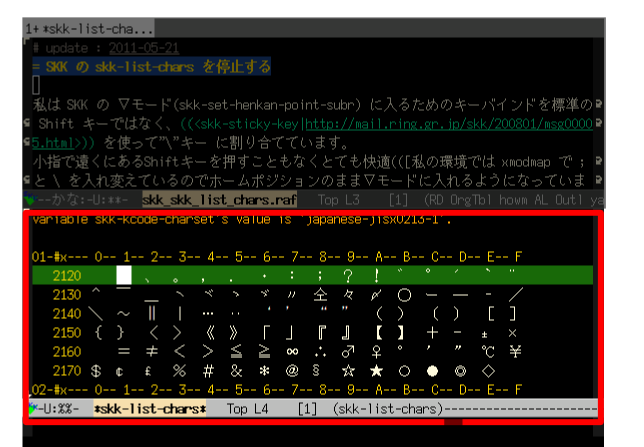 1+*skk-list-cha...
# update : 2011-05-21
= SKK の skk-list-chars を停止する
私は SKK の ▽モード(skk-set-henkan-point-subr) に入るためのキーバインドを標準の
Shift キーではなく、((<skk-sticky-key|http://mail.ring.gr.jp/skk/200801/msg0000
5.html>)) を使って"\"キー に割り合てています。
小指で遠くにあるShiftキーを押すこともなくとても快適(([私の環境では xmodmap で ;
と \ を入れ変えているのでホームポジションのまま▽モードに入れるようになっていま
--かな:-U:**- skk_skk_list_chars.raf Top L3 [1] (RD OrgTbl howm AL Outl ya
variable skk-kcode-charset's value is `japanese-jisx0213-1'.
01-#x--- 0-- 1-- 2-- 3-- 4-- 5-- 6-- 7-- 8-- 9-- A-- B-- C-- D-- E-- F
2120 、 。 , . ・ : ; ? ! ゛ ゜ ´ ` ¨
2130 ^ ‾ _ ヽ ヾ ゝ ゞ 〃 仝 々 〆 〇 ー — ‐ /
2140 \ ~ ‖ | … ‥ ‘ ’ “ ” ( ) 〔 〕 [ ]
2150 { } 〈 〉 《 》 「 」 『 』 【 】 + − ± ×
2160 = ≠ < > ≦ ≧ ∞ ∴ ♂ ♀ ° ′ ″ ℃ ¥
2170 $ ¢ £ % # & * @ § ☆ ★ ○ ● ◎ ◇
02-#x--- 0-- 1-- 2-- 3-- 4-- 5-- 6-- 7-- 8-- 9-- A-- B-- C-- D-- E-- F
-U:%%- *skk-list-chars* Top L4 [1] (skk-list-chars)------------------------